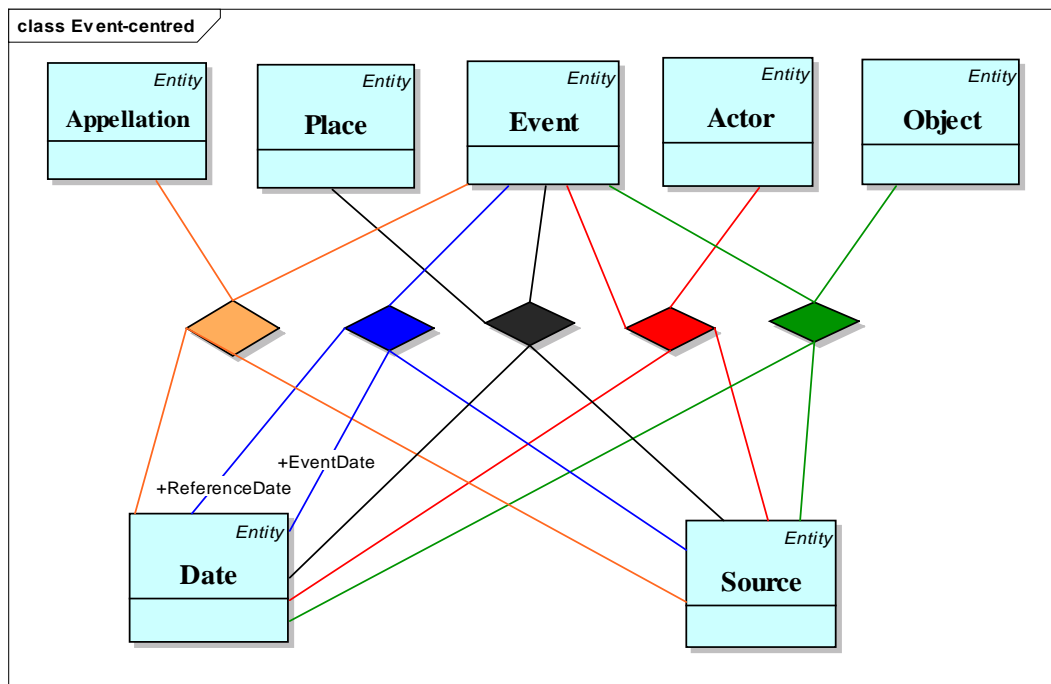 class Event-centred
Entity
Appellation
Entity
Place
Entity
Event
Entity
Actor
Entity
Object
+EventDate
+ReferenceDate
Entity
Date
Entity
Source